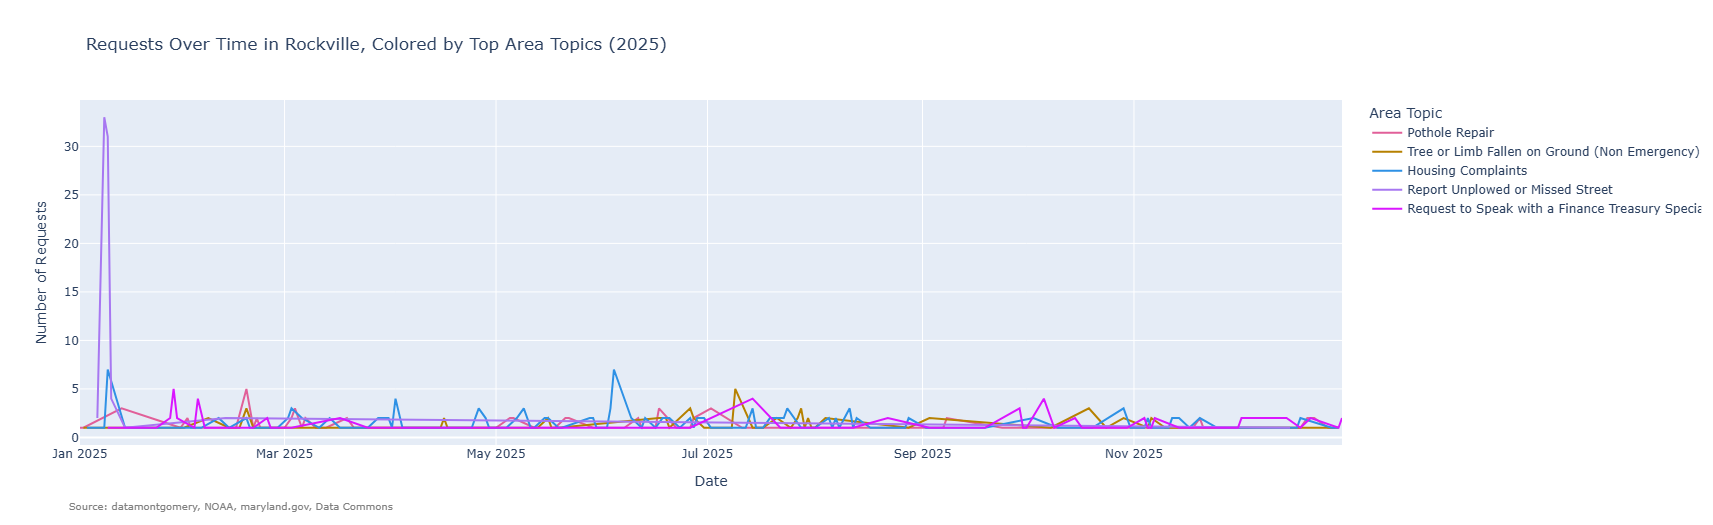 Requests Over Time in Rockville, Colored by Top Area Topics (2025)
Area Topic
Pothole Repair
Tree or Limb Fallen on Ground (Non Emergency)
Housing Complaints
Report Unplowed or Missed Street
Request to Speak with a Finance Treasury Specia
Number of Requests
30
25
20
15
10
5
0
Jan 2025
Mar 2025
May 2025
Jul 2025
Sep 2025
Nov 2025
Date
Source: datamontgomery, NOAA, maryland.gov, Data Commons